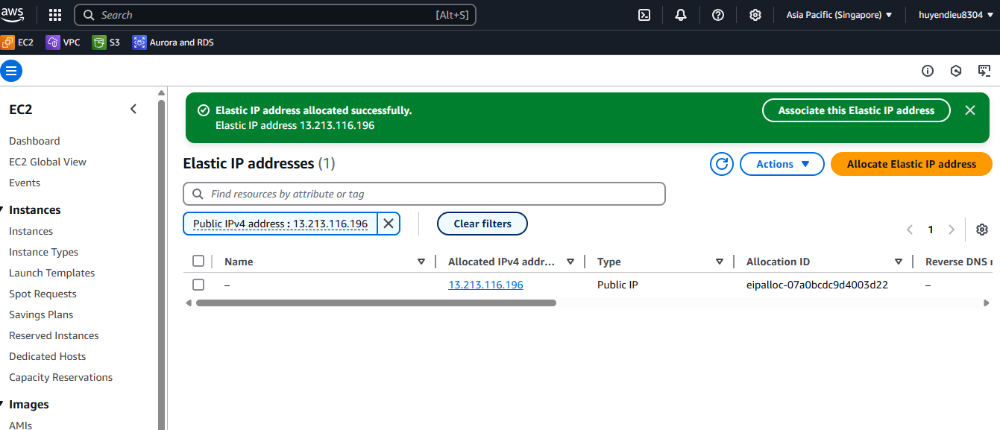 aws
Search [Alt+S]
Asia Pacific (Singapore) ▼
huyendieu8304 ▼
EC2 VPC S3 Aurora and RDS
EC2
Dashboard
EC2 Global View
Events
Instances
Instances
Instance Types
Launch Templates
Spot Requests
Savings Plans
Reserved Instances
Dedicated Hosts
Capacity Reservations
Images
AMIs
Elastic IP address allocated successfully.
Elastic IP address 13.213.116.196
Associate this Elastic IP address
Elastic IP addresses (1)
Actions ▼
Allocate Elastic IP address
Find resources by attribute or tag
Public IPv4 address : 13.213.116.196
Clear filters
1
Name Allocated IPv4 addr... Type Allocation ID Reverse DNS
– 13.213.116.196 Public IP eipalloc-07a0bcdc9d4003d22 –